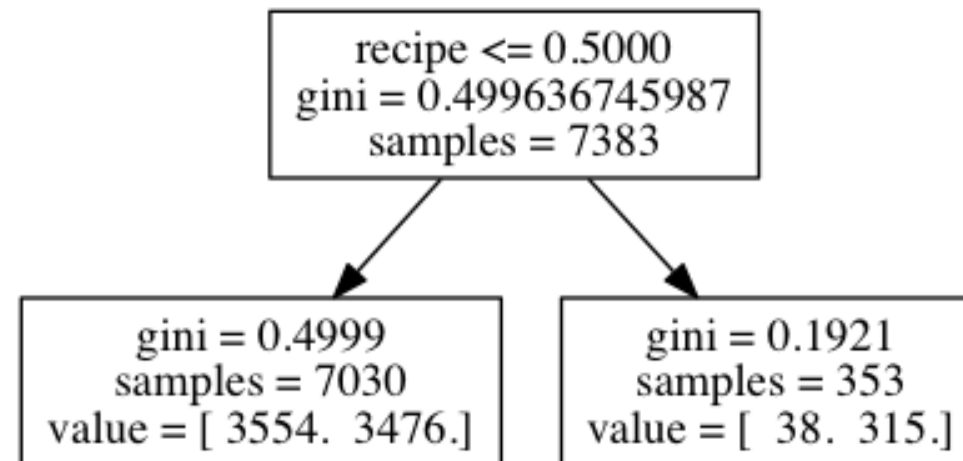 recipe <= 0.5000
gini = 0.499636745987
samples = 7383
gini = 0.4999
samples = 7030
value = [ 3554.  3476.]
gini = 0.1921
samples = 353
value = [  38.  315.]